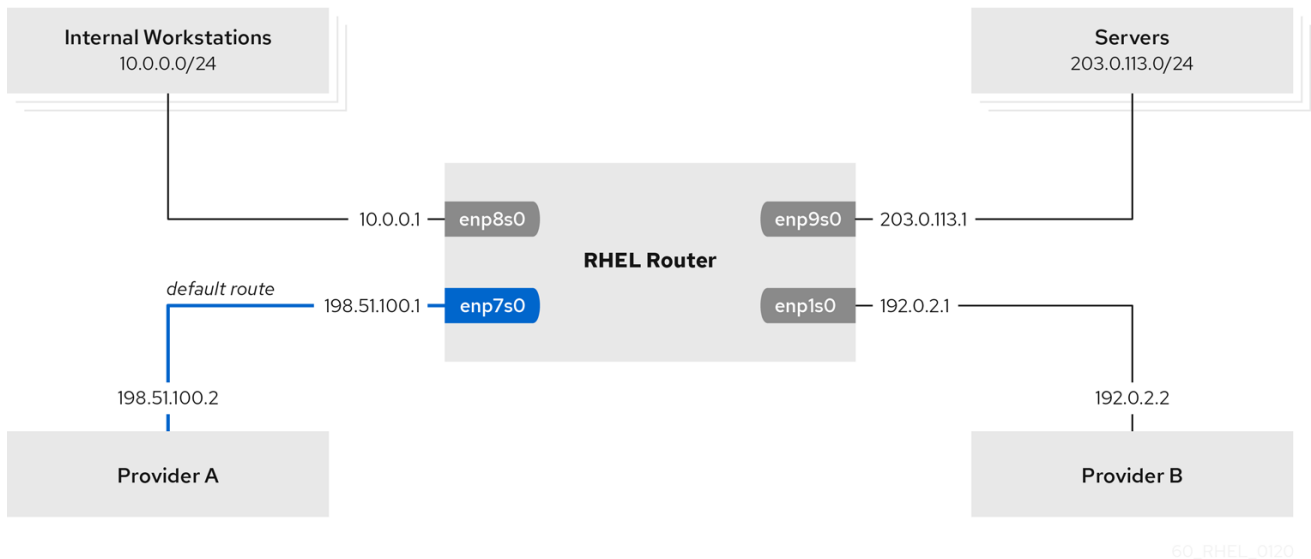 Internal Workstations
10.0.0.0/24
Servers
203.0.113.0/24
10.0.0.1
enp8s0
enp9s0
203.0.113.1
RHEL Router
default route
198.51.100.1
enp7s0
enp1s0
192.0.2.1
198.51.100.2
192.0.2.2
Provider A
Provider B
60_RHEL_0120